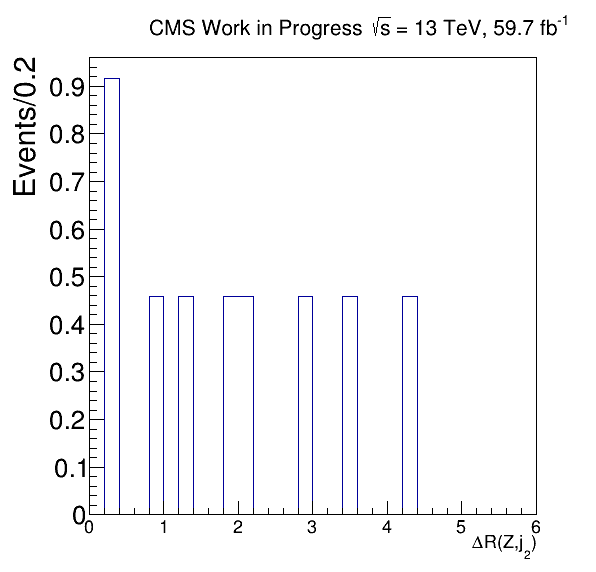 CMS Work in Progress √s = 13 TeV, 59.7 fb⁻¹
Events/0.2
0.9
0.8
0.7
0.6
0.5
0.4
0.3
0.2
0.1
0
0 1 2 3 4 5 6
ΔR(Z,j₂)